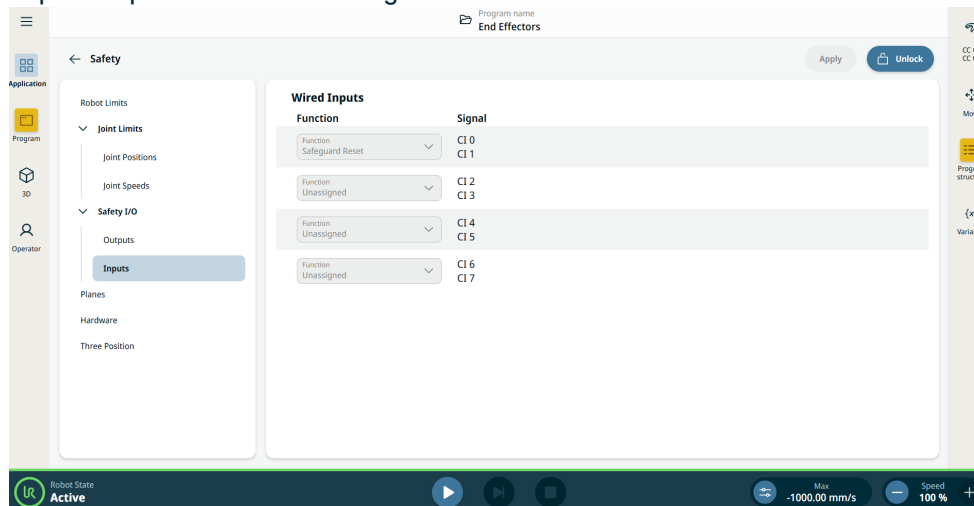 Program name
End Effectors
Safety
Apply
Unlock
Application
Program
3D
Operator
Robot Limits
Joint Limits
Joint Positions
Joint Speeds
Safety I/O
Outputs
Inputs
Planes
Hardware
Three Position
Wired Inputs
Function Signal
Function
Safeguard Reset
CI 0
CI 1
Function
Unassigned
CI 2
CI 3
Function
Unassigned
CI 4
CI 5
Function
Unassigned
CI 6
CI 7
UR
Robot State
Active
Max
-1000.00 mm/s
Speed
100 %